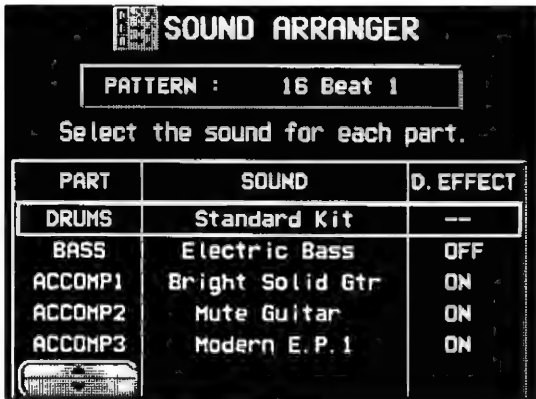 SOUND ARRANGER
PATTERN : 16 Beat 1
Select the sound for each part.
PART SOUND D. EFFECT
DRUMS Standard Kit --
BASS Electric Bass OFF
ACCOMP1 Bright Solid Gtr ON
ACCOMP2 Mute Guitar ON
ACCOMP3 Modern E.P.1 ON